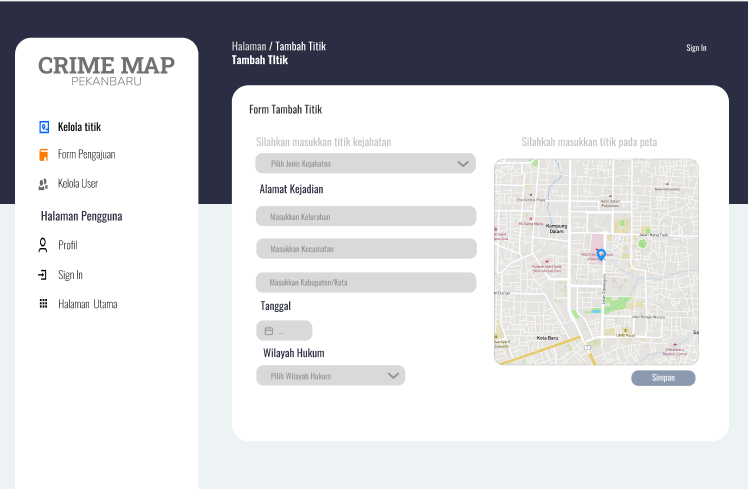 CRIME MAP
PEKANBARU
Kelola titik
Form Pengajuan
Kelola User
Halaman Pengguna
Profil
Sign In
Halaman Utama
Halaman / Tambah Titik
Tambah TItik
Sign In
Form Tambah Titik
Silahkan masukkan titik kejahatan
Pilih Jenis Kejahatan
Alamat Kejadian
Masukkan Kelurahan
Masukkan Kecamatan
Masukkan Kabupaten/Kota
Tanggal
...
Wilayah Hukum
Pilih Wilayah Hukum
Silahkah masukkan titik pada peta
Kampung
Dalam
Jalan Hang Tuah
Kota Baru
Simpan